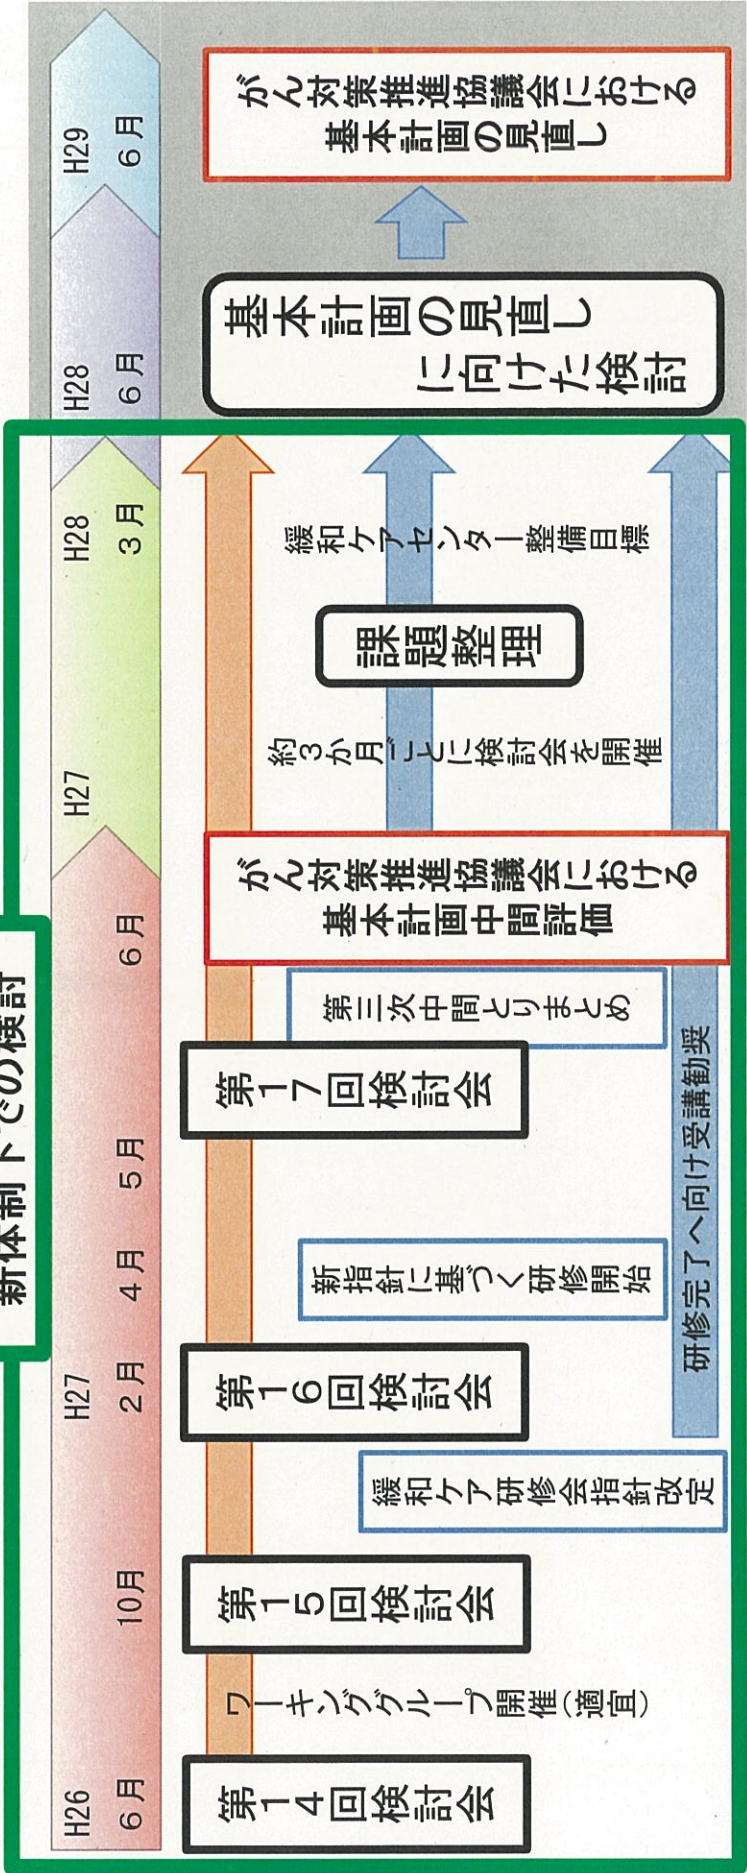 新体制下での検討
H26
6月
10月
H27
2月
4月
5月
6月
H27
H28
3月
H28
6月
H29
6月
第14回検討会
ワーキンググループ開催(適宜)
第15回検討会
緩和ケア研修会指針改定
第16回検討会
新指針に基づく研修開始
研修完了へ向け受講勧奨
第17回検討会
第三次中間とりまとめ
がん対策推進協議会における
基本計画中間評価
約3か月ごとに検討会を開催
課題整理
緩和ケアセンター整備目標
基本計画の見直し
に向けた検討
がん対策推進協議会における
基本計画の見直し